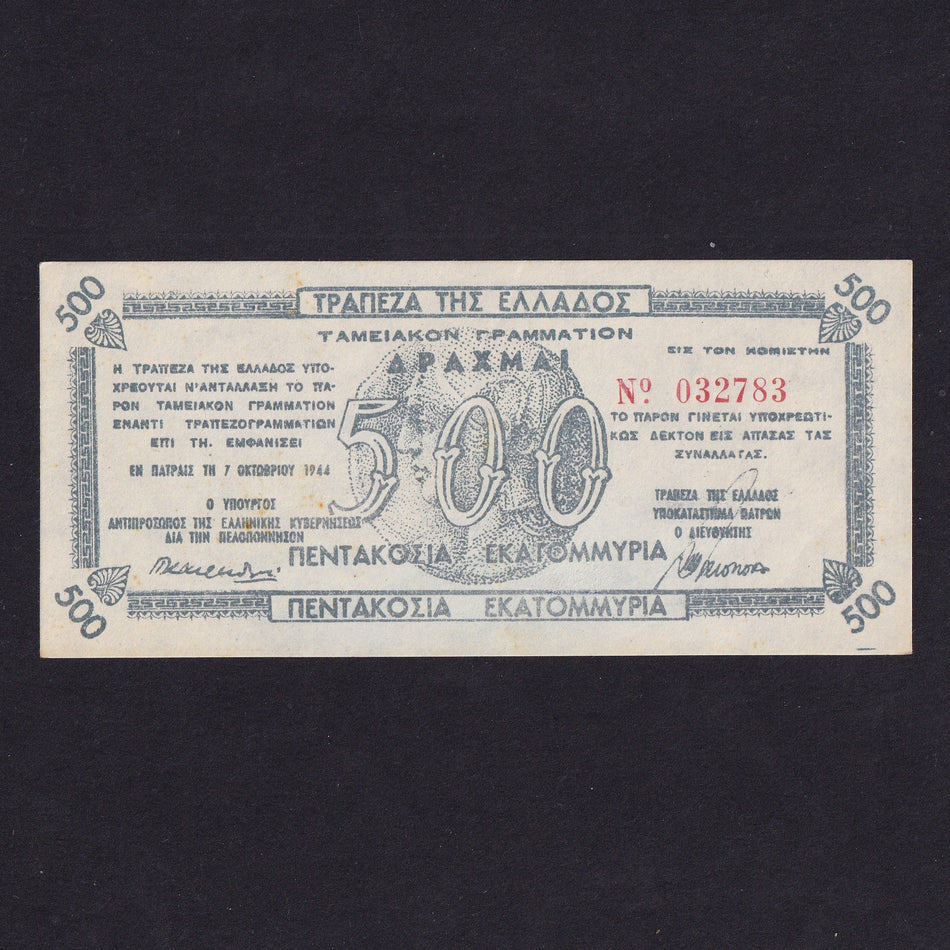 500
500
ΤΡΑΠΕΖΑ ΤΗΣ ΕΛΛΑΔΟΣ
ΤΑΜΕΙΑΚΟΝ ΓΡΑΜΜΑΤΙΟΝ
ΔΡΑΧΜΑΙ
500
Η ΤΡΑΠΕΖΑ ΤΗΣ ΕΛΛΑΔΟΣ ΥΠΟ-
ΧΡΕΟΥΤΑΙ Ν'ΑΝΤΑΛΛΑΞΗ ΤΟ ΠΑ-
ΡΟΝ ΤΑΜΕΙΑΚΟΝ ΓΡΑΜΜΑΤΙΟΝ
ΕΝΑΝΤΙ ΤΡΑΠΕΖΟΓΡΑΜΜΑΤΙΩΝ
ΕΠΙ ΤΗ. ΕΜΦΑΝΙΣΕΙ
ΕΝ ΠΑΤΡΑΙΣ ΤΗ 7 ΟΚΤΩΒΡΙΟΥ 1944
Ο ΥΠΟΥΡΓΟΣ
ΑΝΤΙΠΡΟΣΩΠΟΣ ΤΗΣ ΕΛΛΗΝΙΚΗΣ ΚΥΒΕΡΝΗΣΕΩΣ
ΔΙΑ ΤΗΝ ΠΕΛΟΠΟΝΝΗΣΟΝ
ΕΙΣ ΤΟΝ ΚΟΜΙΣΤΗΝ
Νº. 032783
ΤΟ ΠΑΡΟΝ ΓΙΝΕΤΑΙ ΥΠΟΧΡΕΩΤΙ-
ΚΩΣ ΔΕΚΤΟΝ ΕΙΣ ΑΠΑΣΑΣ ΤΑΣ
ΣΥΝΑΛΛΑΓΑΣ.
ΤΡΑΠΕΖΑ ΤΗΣ ΕΛΛΑΔΟΣ
ΥΠΟΚΑΤΑΣΤΗΜΑ ΠΑΤΡΩΝ
Ο ΔΙΕΥΘΥΝΤΗΣ
ΠΕΝΤΑΚΟΣΙΑ ΕΚΑΤΟΜΜΥΡΙΑ
ΠΕΝΤΑΚΟΣΙΑ ΕΚΑΤΟΜΜΥΡΙΑ
500
500